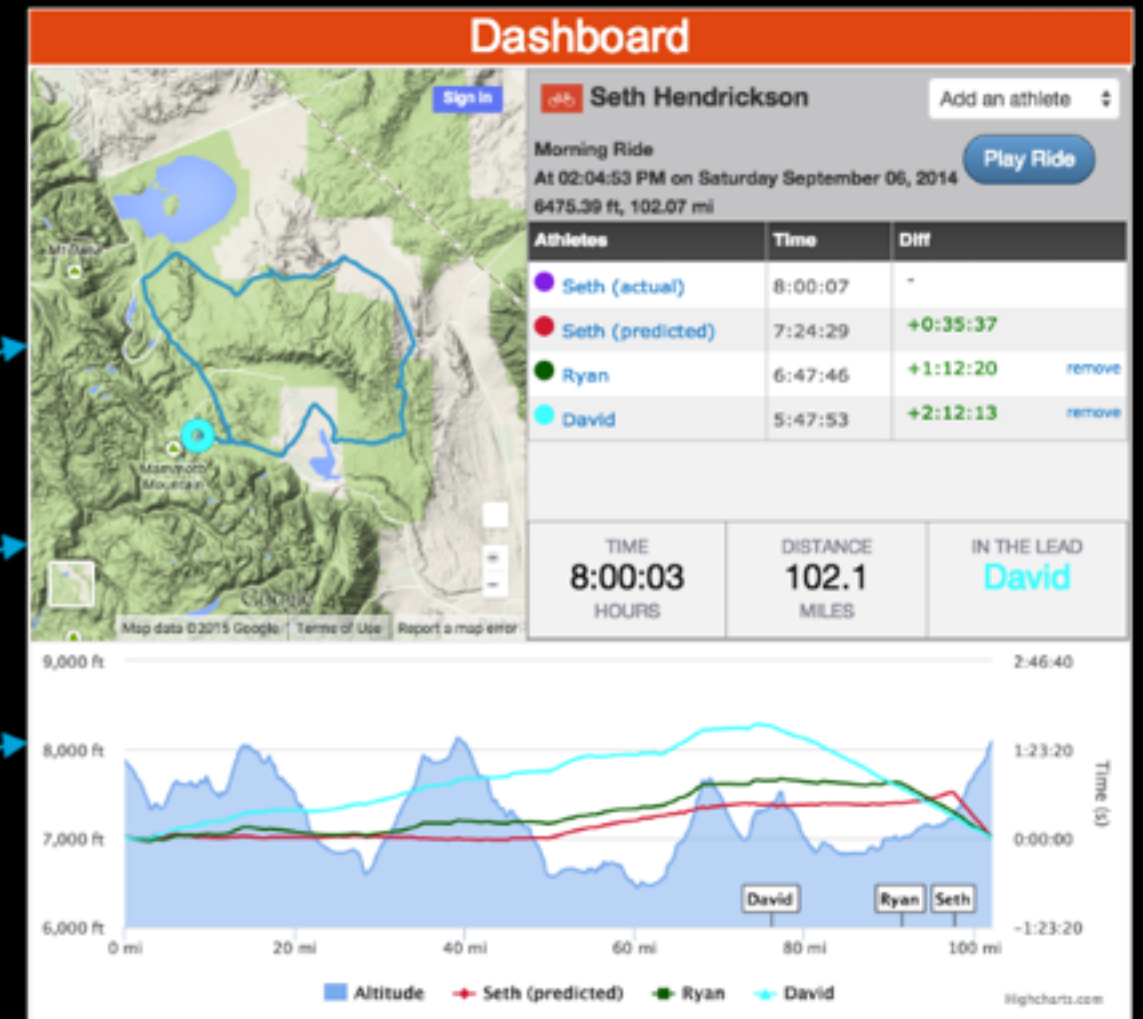 Dashboard
Sign In
Mammoth
Mountain
Google
Map data ©2015 Google
Terms of Use
Report a map error
Seth Hendrickson
Add an athlete
Morning Ride
Play Ride
At 02:04:53 PM on Saturday September 06, 2014
6475.39 ft, 102.07 mi
Athletes Time Diff
Seth (actual) 8:00:07 -
Seth (predicted) 7:24:29 +0:35:37
Ryan 6:47:46 +1:12:20 remove
David 5:47:53 +2:12:13 remove
TIME DISTANCE IN THE LEAD
8:00:03 102.1 David
HOURS MILES
9,000 ft 2:46:40
8,000 ft 1:23:20
7,000 ft 0:00:00
6,000 ft -1:23:20
Time (s)
David Ryan Seth
0 mi 20 mi 40 mi 60 mi 80 mi 100 mi
Altitude Seth (predicted) Ryan David
Highcharts.com